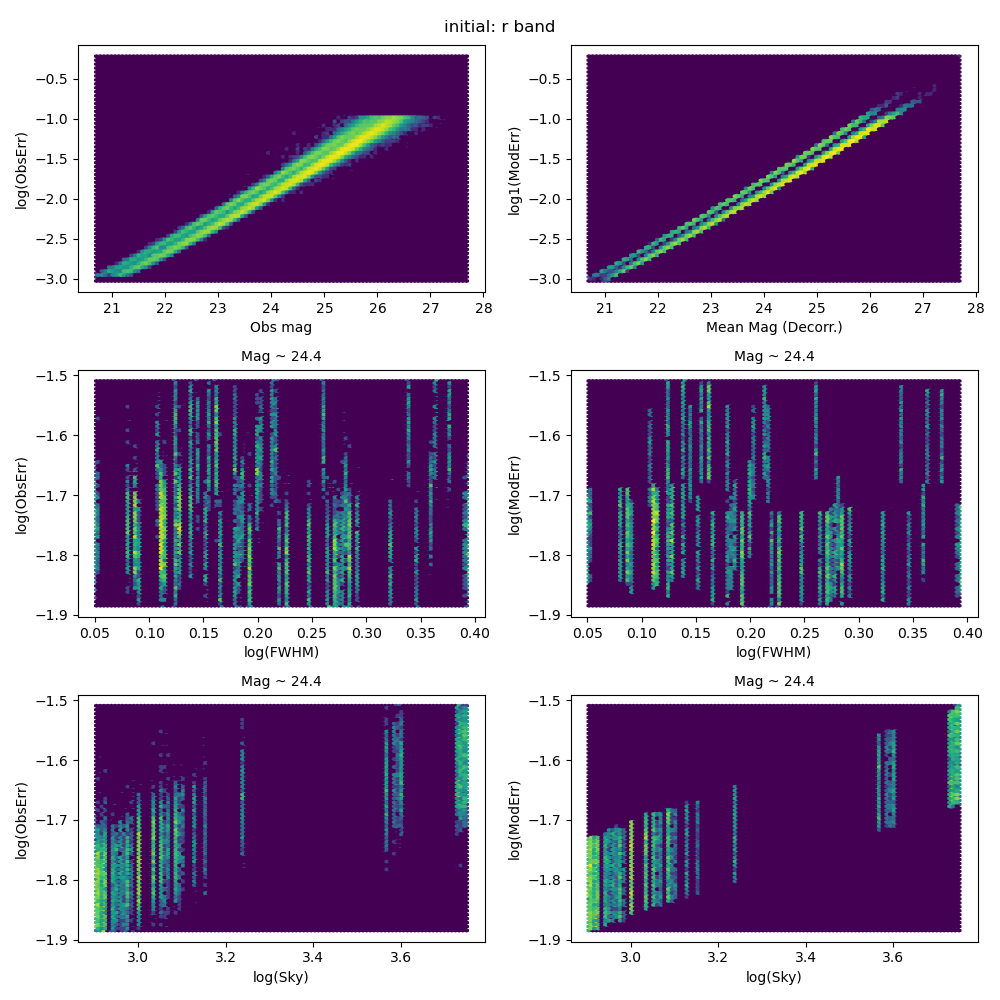 initial: r band
−0.5
−1.0
−1.5
−2.0
−2.5
−3.0
log(ObsErr)
21 22 23 24 25 26 27 28
Obs mag
−0.5
−1.0
−1.5
−2.0
−2.5
−3.0
log1(ModErr)
21 22 23 24 25 26 27 28
Mean Mag (Decorr.)
Mag ~ 24.4
−1.5
−1.6
−1.7
−1.8
−1.9
log(ObsErr)
0.05 0.10 0.15 0.20 0.25 0.30 0.35 0.40
log(FWHM)
Mag ~ 24.4
−1.5
−1.6
−1.7
−1.8
−1.9
log(ModErr)
0.05 0.10 0.15 0.20 0.25 0.30 0.35 0.40
log(FWHM)
Mag ~ 24.4
−1.5
−1.6
−1.7
−1.8
−1.9
log(ObsErr)
3.0 3.2 3.4 3.6
log(Sky)
Mag ~ 24.4
−1.5
−1.6
−1.7
−1.8
−1.9
log(ModErr)
3.0 3.2 3.4 3.6
log(Sky)